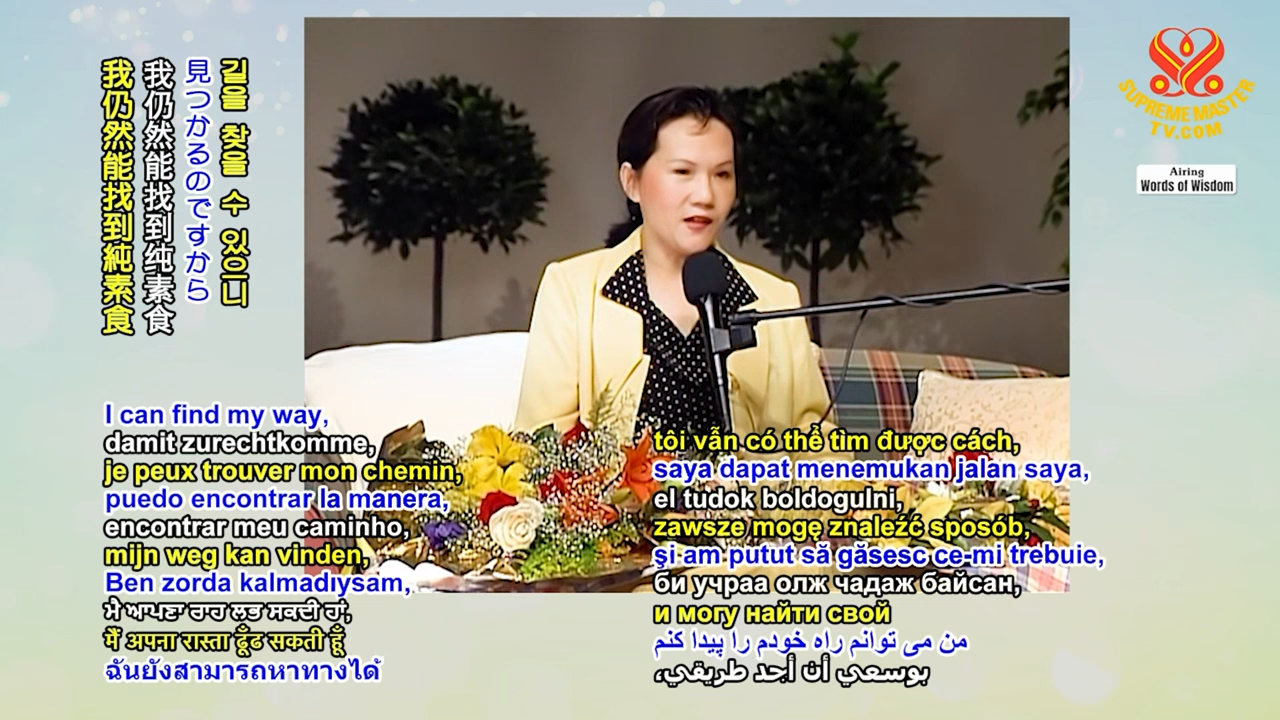 길을 찾을 수 있으니
見つかるのですから
我仍然能找到纯素食
我仍然能找到純素食
SUPREME MASTER
TV.COM
Airing
Words of Wisdom
I can find my way,
damit zurechtkomme,
je peux trouver mon chemin,
puedo encontrar la manera,
encontrar meu caminho,
mijn weg kan vinden,
Ben zorda kalmadıysam,
ਮੈ ਆਪਣਾ ਰਾਹ ਲਭ ਸਕਦੀ ਹਾਂ,
मैं अपना रास्ता ढूँढ सकती हूँ
ฉันยังสามารถหาทางได้
tôi vẫn có thể tìm được cách,
saya dapat menemukan jalan saya,
el tudok boldogulni,
zawsze mogę znaleźć sposób,
şi am putut să găsesc ce-mi trebuie,
би учраа олж чадаж байсан,
и могу найти свой
من می توانم راه خودم را پیدا کنم
بوسعي أن أجد طريقي،